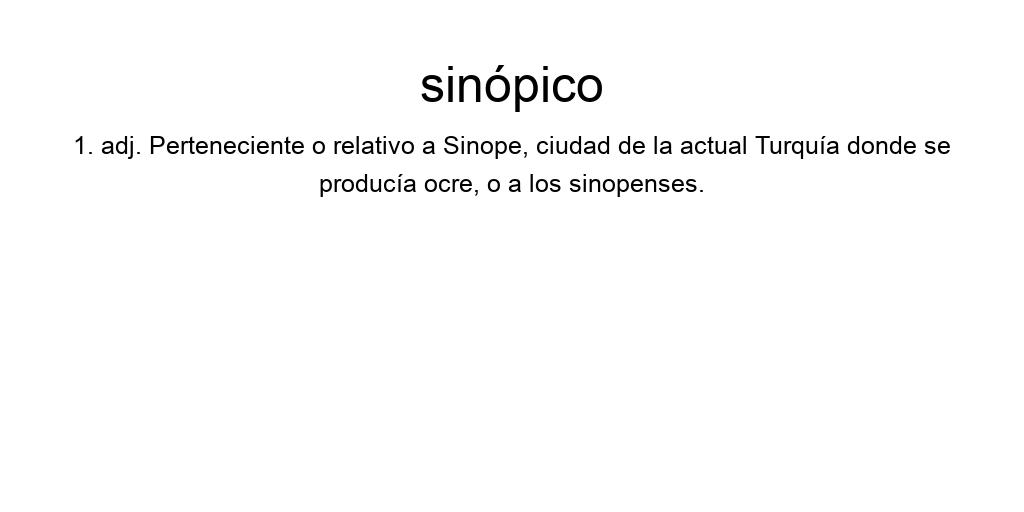 sinópico
1. adj. Perteneciente o relativo a Sinope, ciudad de la actual Turquía donde se
producía ocre, o a los sinopenses.